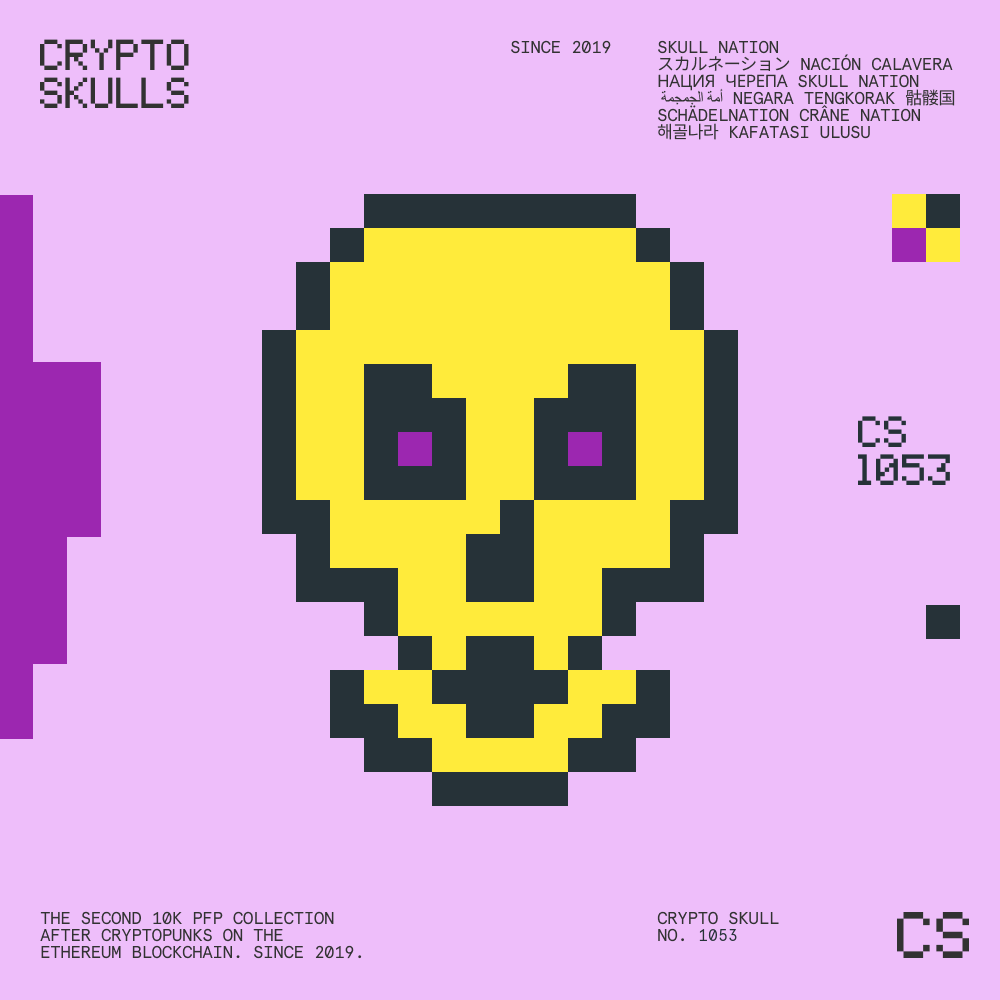 CRYPTO
SKULLS
SINCE 2019
SKULL NATION
スカルネーション NACIÓN CALAVERA
НАЦИЯ ЧЕРЕПА SKULL NATION
أمة الجمجمة NEGARA TENGKORAK 骷髅国
SCHÄDELNATION CRÂNE NATION
해골나라 KAFATASI ULUSU
CS
1053
THE SECOND 10K PFP COLLECTION
AFTER CRYPTOPUNKS ON THE
ETHEREUM BLOCKCHAIN. SINCE 2019.
CRYPTO SKULL
NO. 1053
CS